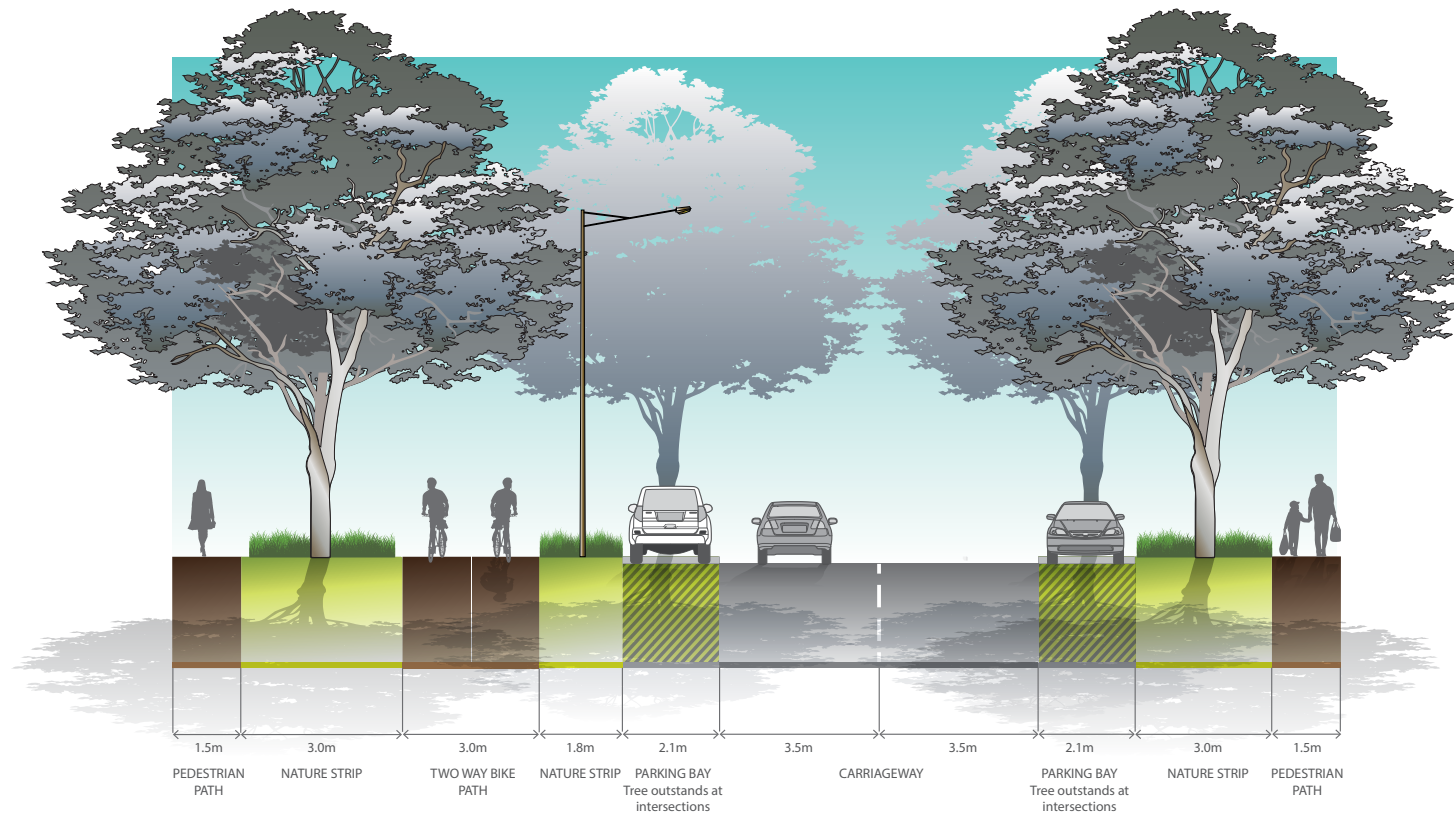 1.5m
3.0m
3.0m
1.8m
2.1m
3.5m
3.5m
2.1m
3.0m
1.5m
PEDESTRIAN
PATH
NATURE STRIP
TWO WAY BIKE
PATH
NATURE STRIP
PARKING BAY
Tree outstands at
intersections
CARRIAGEWAY
PARKING BAY
Tree outstands at
intersections
NATURE STRIP
PEDESTRIAN
PATH